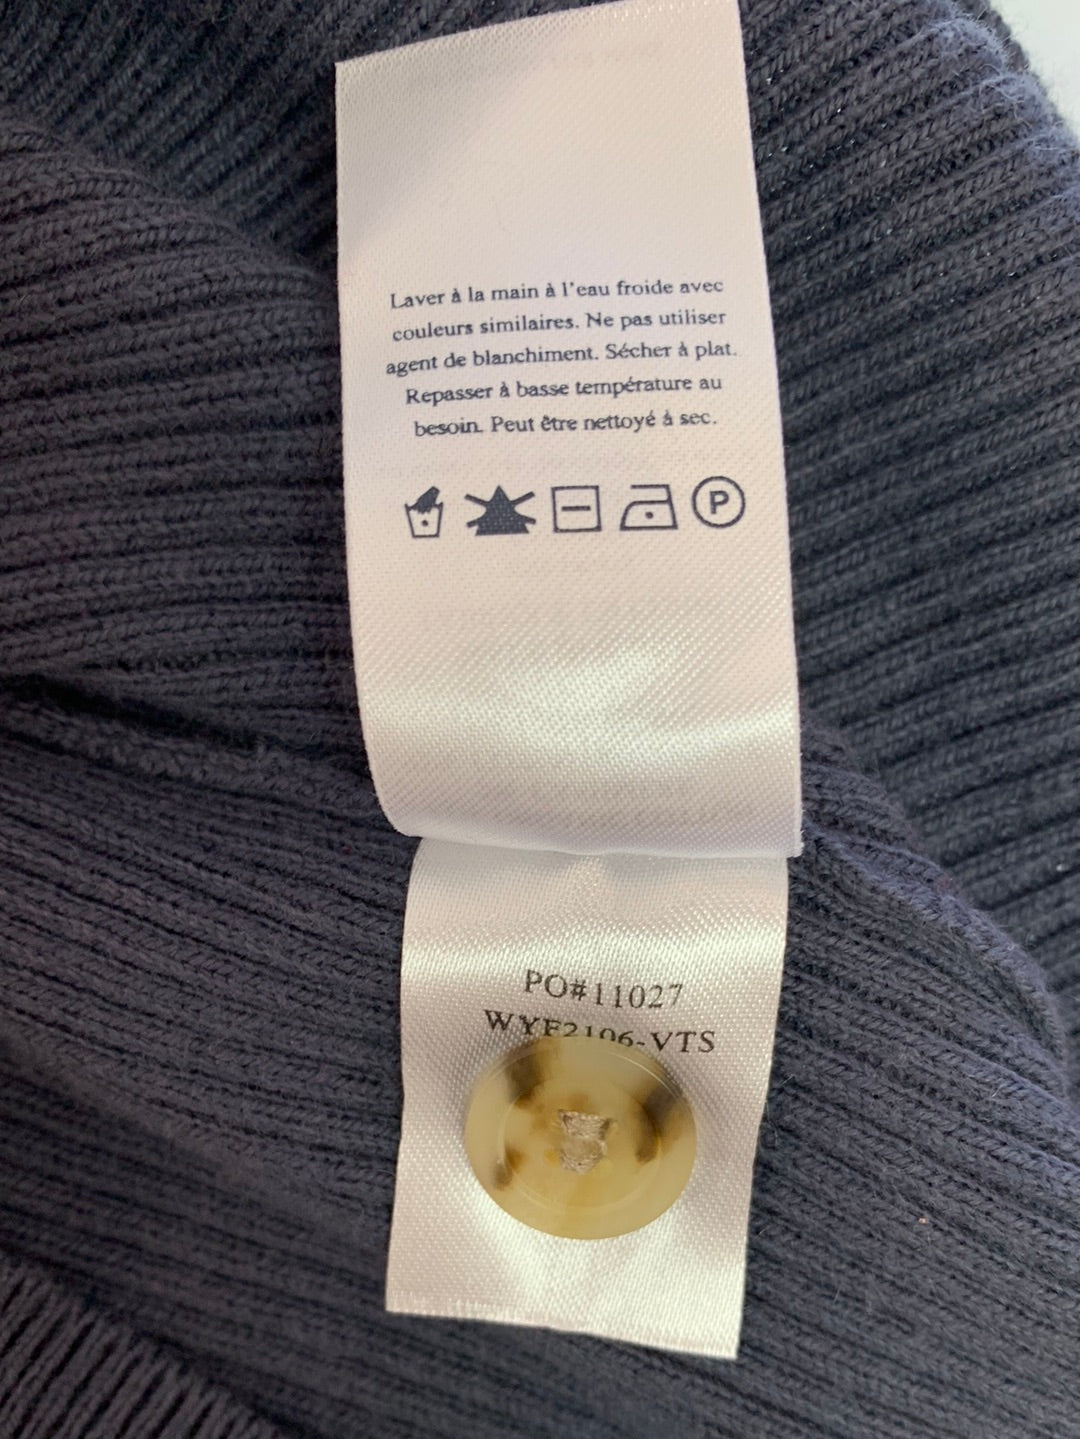 Laver à la main à l'eau froide avec
couleurs similaires. Ne pas utiliser
agent de blanchiment. Sécher à plat.
Repasser à basse température au
besoin. Peut être nettoyé à sec.
P
PO#11027
WYF2106-VTS